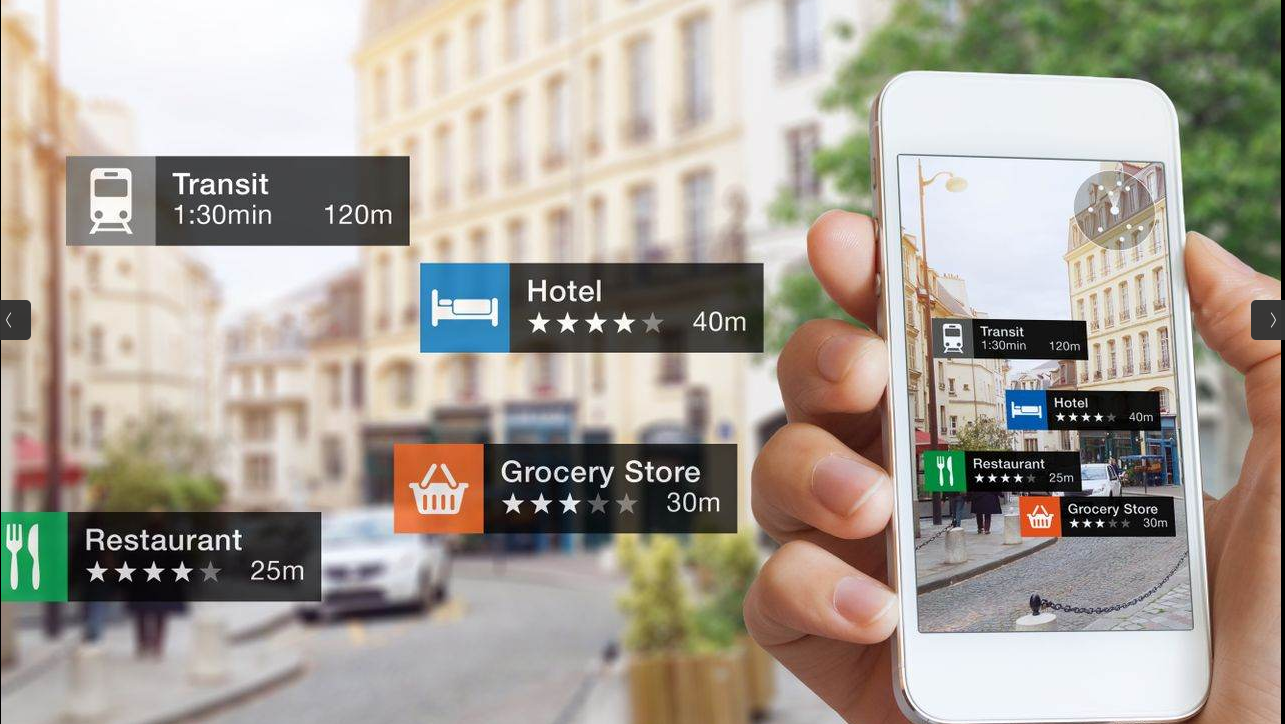 Transit
1:30min 120m
Hotel
40m
Grocery Store
30m
Restaurant
25m
Transit
1:30min 120m
Hotel
40m
Restaurant
25m
Grocery Store
30m